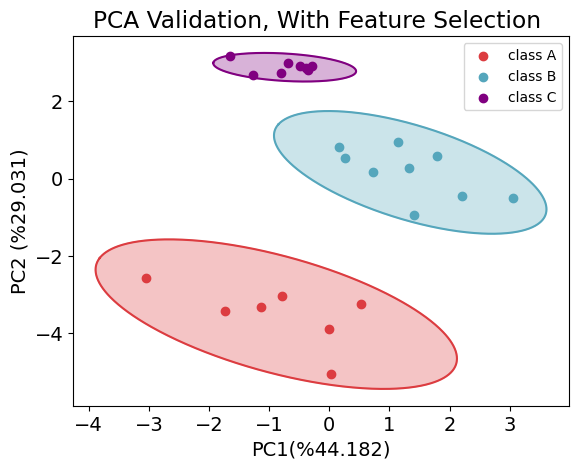 PCA Validation, With Feature Selection
class A
class B
class C
2
0
−2
−4
PC2 (%29.031)
−4 −3 −2 −1 0 1 2 3
PC1(%44.182)